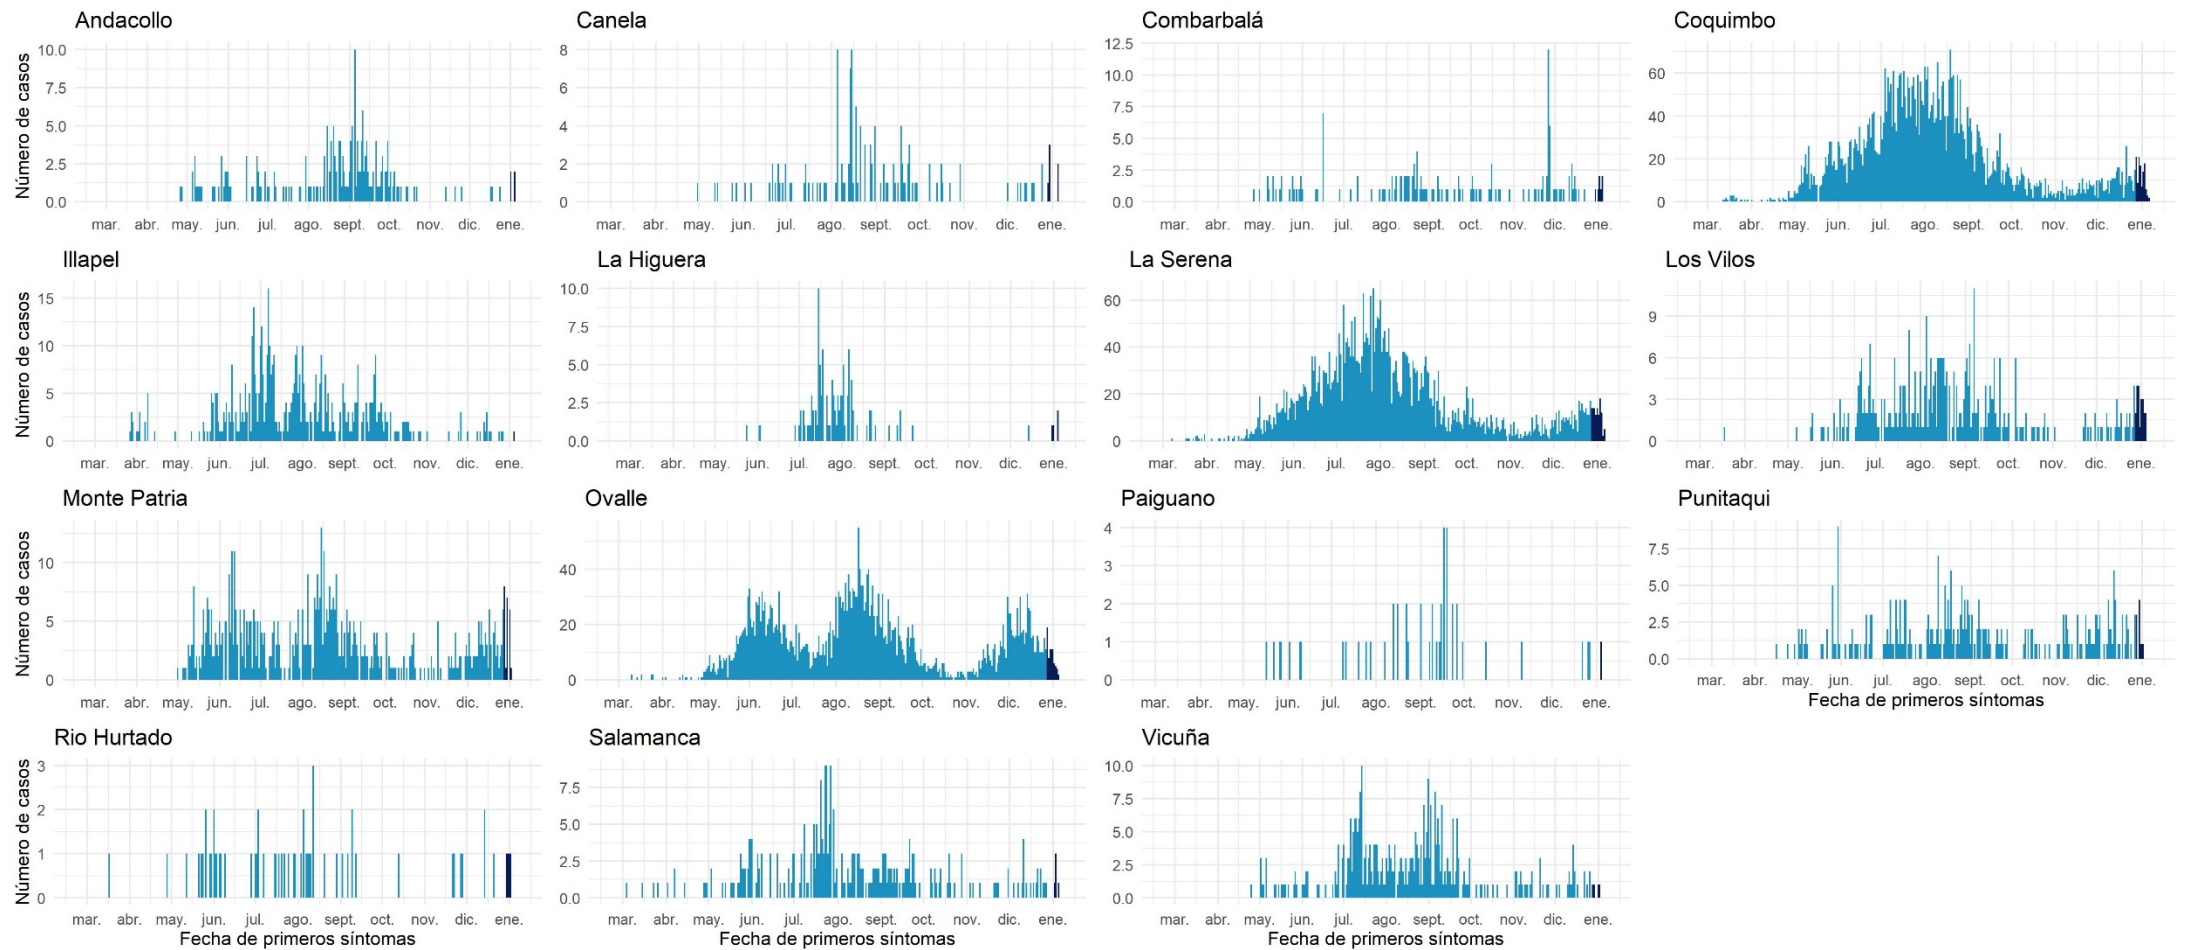 Andacollo
Número de casos
10.0
7.5
5.0
2.5
0.0
mar. abr. may. jun. jul. ago. sept. oct. nov. dic. ene.
Canela
8
6
4
2
0
mar. abr. may. jun. jul. ago. sept. oct. nov. dic. ene.
Combarbalá
12.5
10.0
7.5
5.0
2.5
0.0
mar. abr. may. jun. jul. ago. sept. oct. nov. dic. ene.
Coquimbo
60
40
20
0
mar. abr. may. jun. jul. ago. sept. oct. nov. dic. ene.
Illapel
Número de casos
15
10
5
0
mar. abr. may. jun. jul. ago. sept. oct. nov. dic. ene.
La Higuera
10.0
7.5
5.0
2.5
0.0
mar. abr. may. jun. jul. ago. sept. oct. nov. dic. ene.
La Serena
60
40
20
0
mar. abr. may. jun. jul. ago. sept. oct. nov. dic. ene.
Los Vilos
9
6
3
0
mar. abr. may. jun. jul. ago. sept. oct. nov. dic. ene.
Monte Patria
Número de casos
10
5
0
mar. abr. may. jun. jul. ago. sept. oct. nov. dic. ene.
Ovalle
40
20
0
mar. abr. may. jun. jul. ago. sept. oct. nov. dic. ene.
Paiguano
4
3
2
1
0
mar. abr. may. jun. jul. ago. sept. oct. nov. dic. ene.
Punitaqui
7.5
5.0
2.5
0.0
mar. abr. may. jun. jul. ago. sept. oct. nov. dic. ene.
Fecha de primeros síntomas
Rio Hurtado
Número de casos
3
2
1
0
mar. abr. may. jun. jul. ago. sept. oct. nov. dic. ene.
Fecha de primeros síntomas
Salamanca
7.5
5.0
2.5
0.0
mar. abr. may. jun. jul. ago. sept. oct. nov. dic. ene.
Fecha de primeros síntomas
Vicuña
10.0
7.5
5.0
2.5
0.0
mar. abr. may. jun. jul. ago. sept. oct. nov. dic. ene.
Fecha de primeros síntomas